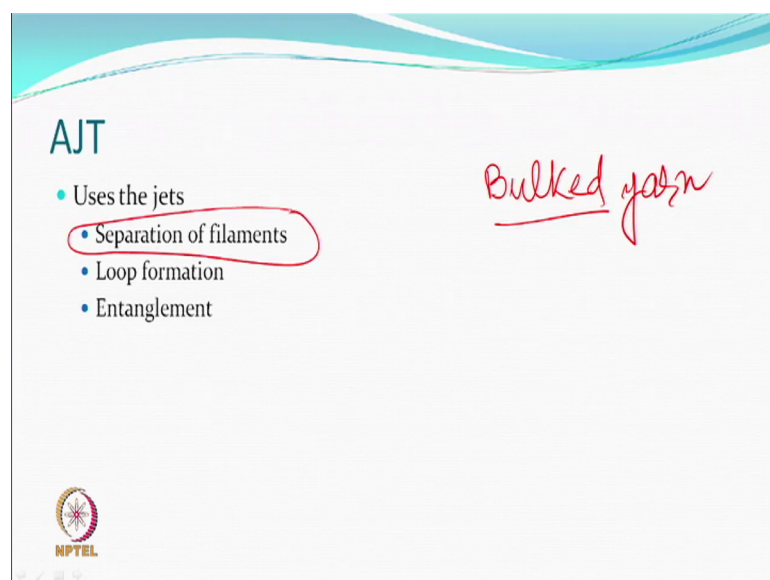 AJT
Uses the jets
Separation of filaments
Loop formation
Entanglement
Bulked yarn
NPTEL